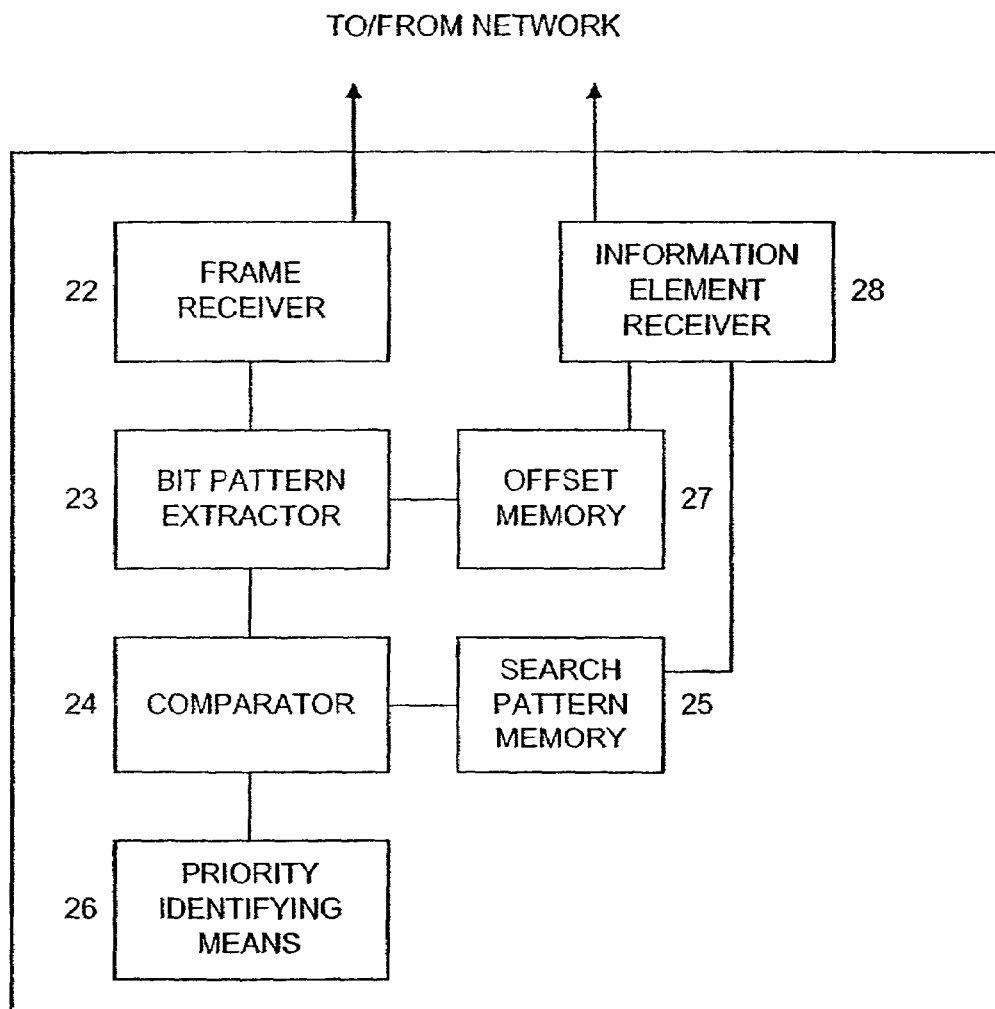 TO/FROM NETWORK
22
FRAME
RECEIVER
INFORMATION
ELEMENT
RECEIVER
28
23
BIT PATTERN
EXTRACTOR
OFFSET
MEMORY
27
24
COMPARATOR
SEARCH
PATTERN
MEMORY
25
26
PRIORITY
IDENTIFYING
MEANS